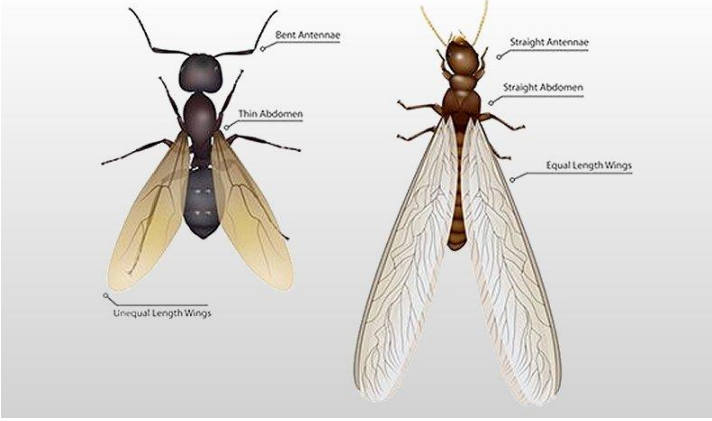 Bent Antennae
Thin Abdomen
Unequal Length Wings
Straight Antennae
Straight Abdomen
Equal Length Wings